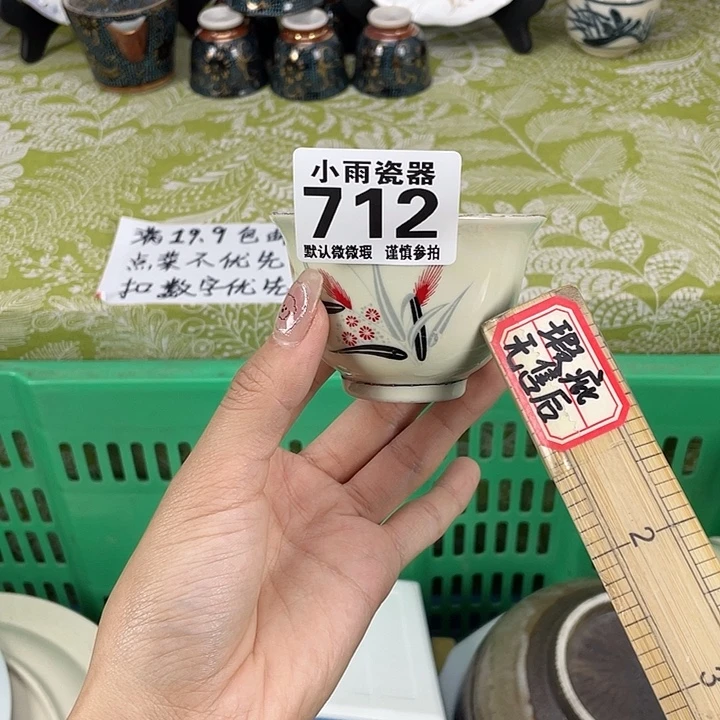 小雨瓷器
712
默认微微瑕 谨慎参拍
满19.9包邮
点菜不优先
扣数字优先
瑕疵
无售后
2
3